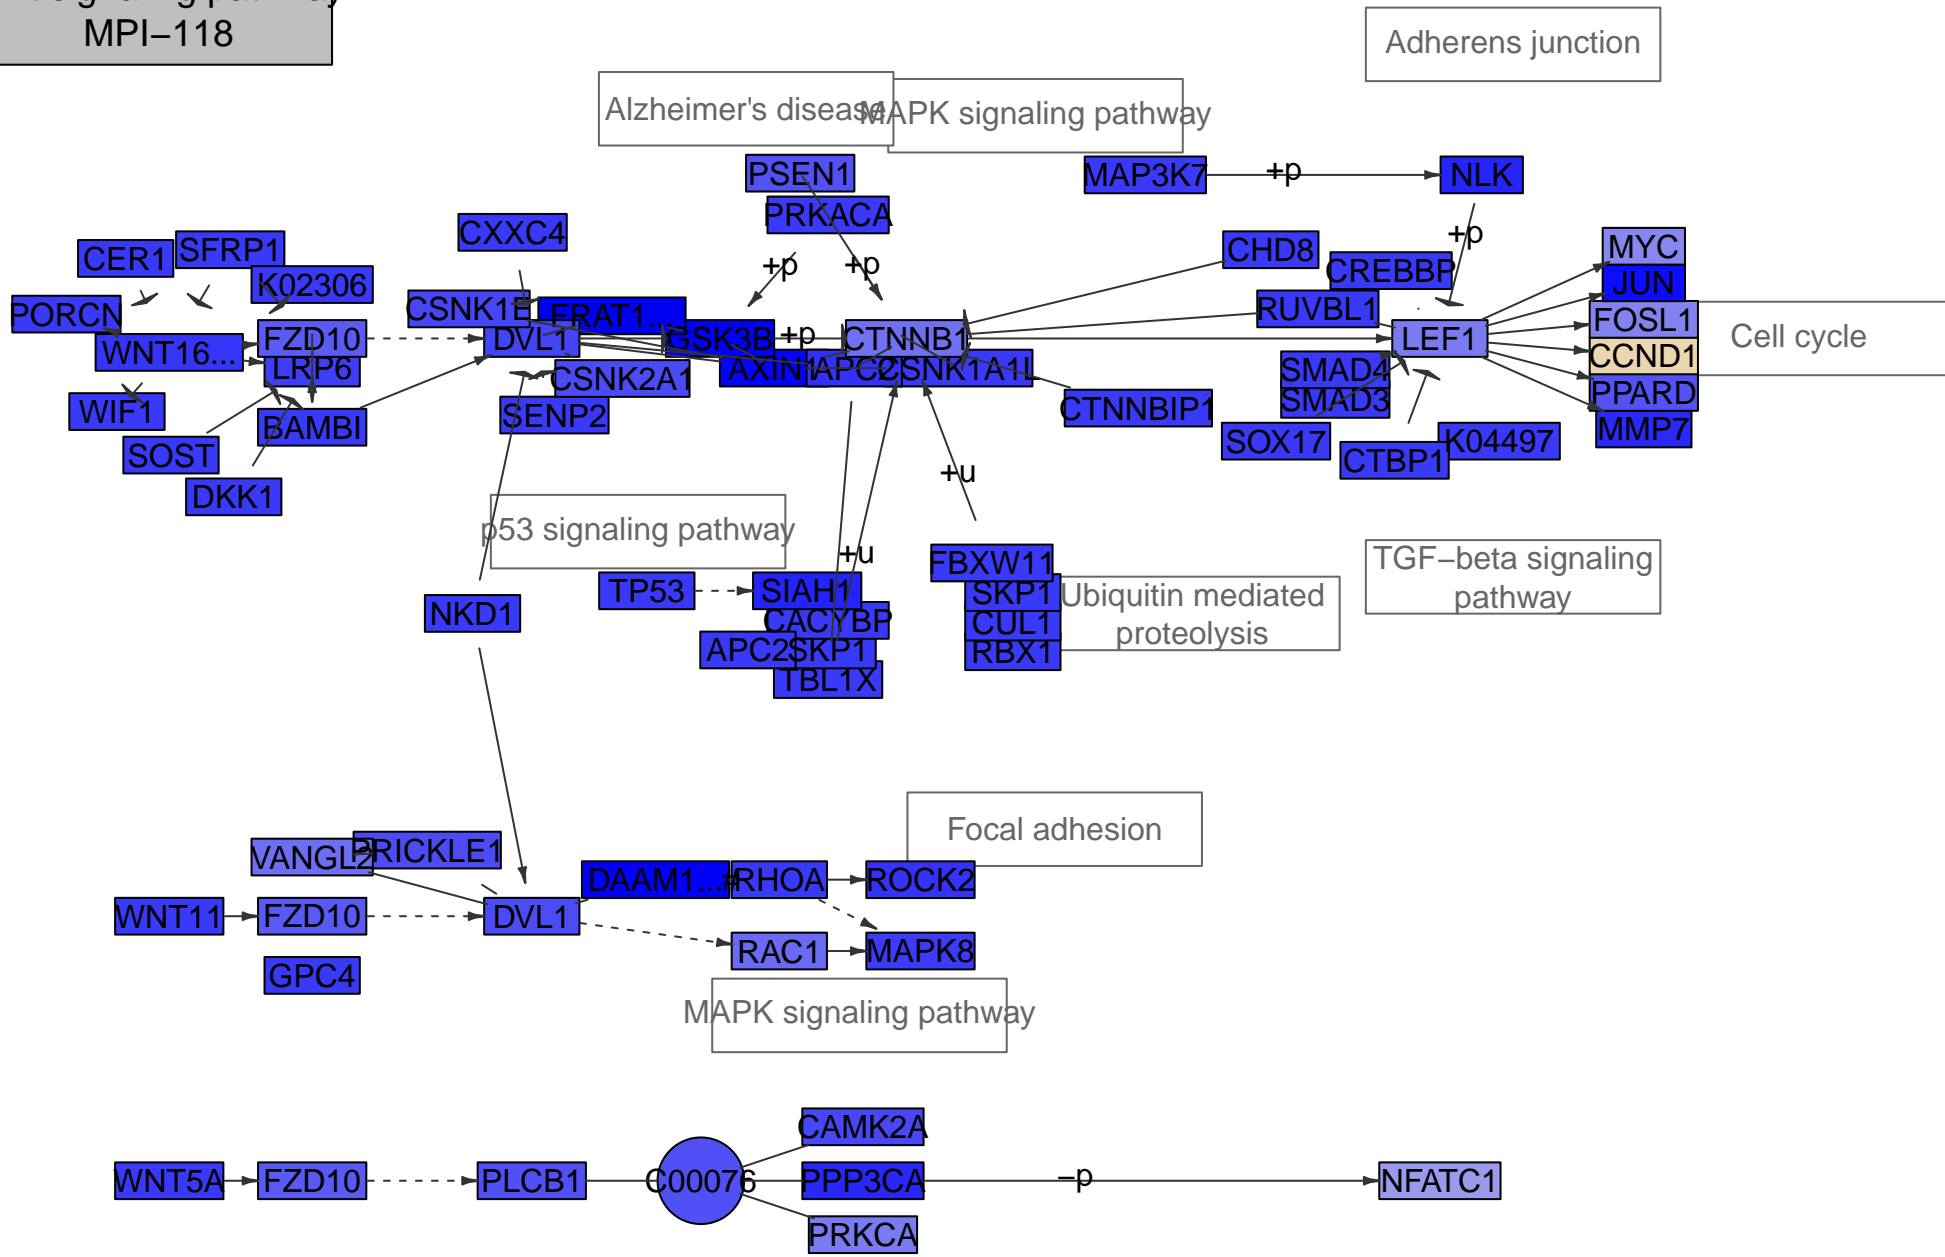 signaling pathway
MPI−118
Adherens junction
Alzheimer's disease
MAPK signaling pathway
PSEN1
MAP3K7
+p
NLK
PRKACA
CXXC4
CER1
SFRP1
+p
+p
CHD8
+p
MYC
K02306
CREBBP
JUN
PORCN
CSNK1E
FRAT1...
RUVBL1
FOSL1
WNT16...
FZD10
DVL1
GSK3B
+p
CTNNB1
LEF1
Cell cycle
CCND1
LRP6
CSNK2A1
AXIN1
APC2
CSNK1A1L
SMAD4
PPARD
WIF1
SENP2
CTNNBIP1
SMAD3
BAMBI
MMP7
SOST
SOX17
K04497
CTBP1
DKK1
+u
p53 signaling pathway
+u
FBXW11
TGF−beta signaling
pathway
TP53
SIAH1
SKP1
Ubiquitin mediated
proteolysis
NKD1
CACYBP
CUL1
APC2
SKP1
RBX1
TBL1X
Focal adhesion
VANGL2
PRICKLE1
DAAM1...
RHOA
ROCK2
WNT11
FZD10
DVL1
RAC1
MAPK8
GPC4
MAPK signaling pathway
CAMK2A
WNT5A
FZD10
PLCB1
C00076
PPP3CA
−p
NFATC1
PRKCA